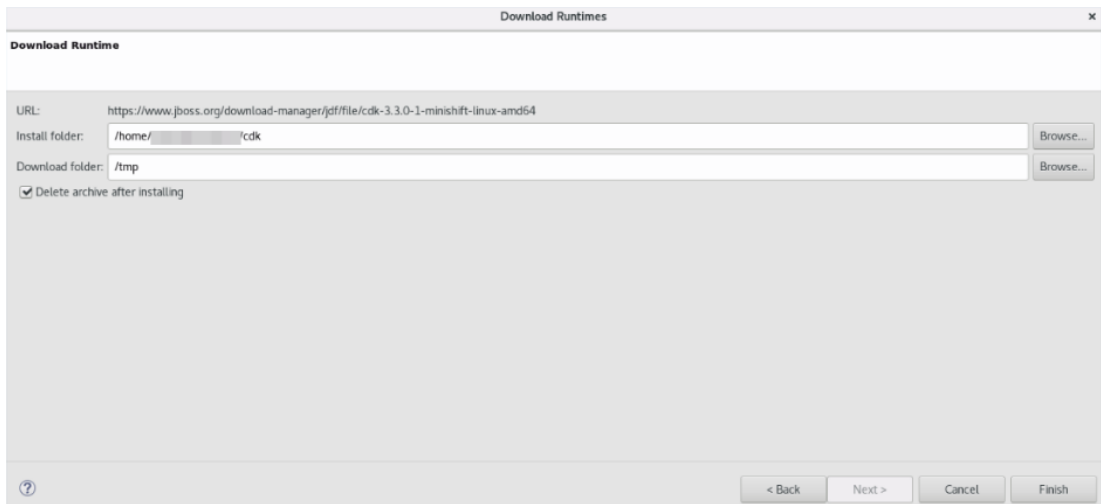 Download Runtimes ×
Download Runtime
URL: https://www.jboss.org/download-manager/jdf/file/cdk-3.3.0-1-minishift-linux-amd64
Install folder: /home/ /cdk Browse...
Download folder: /tmp Browse...
Delete archive after installing
? < Back Next > Cancel Finish